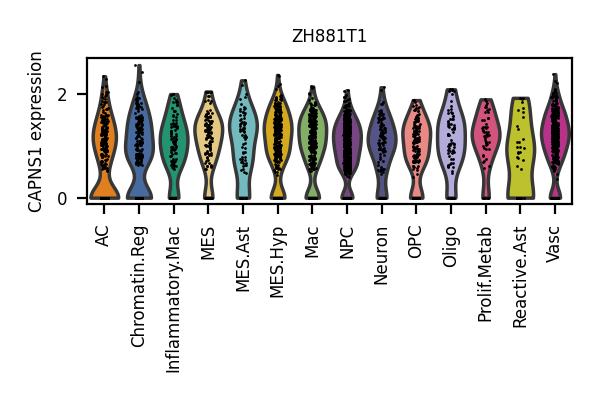 ZH881T1
CAPNS1 expression
2
0
AC
Chromatin.Reg
Inflammatory.Mac
MES
MES.Ast
MES.Hyp
Mac
NPC
Neuron
OPC
Oligo
Prolif.Metab
Reactive.Ast
Vasc